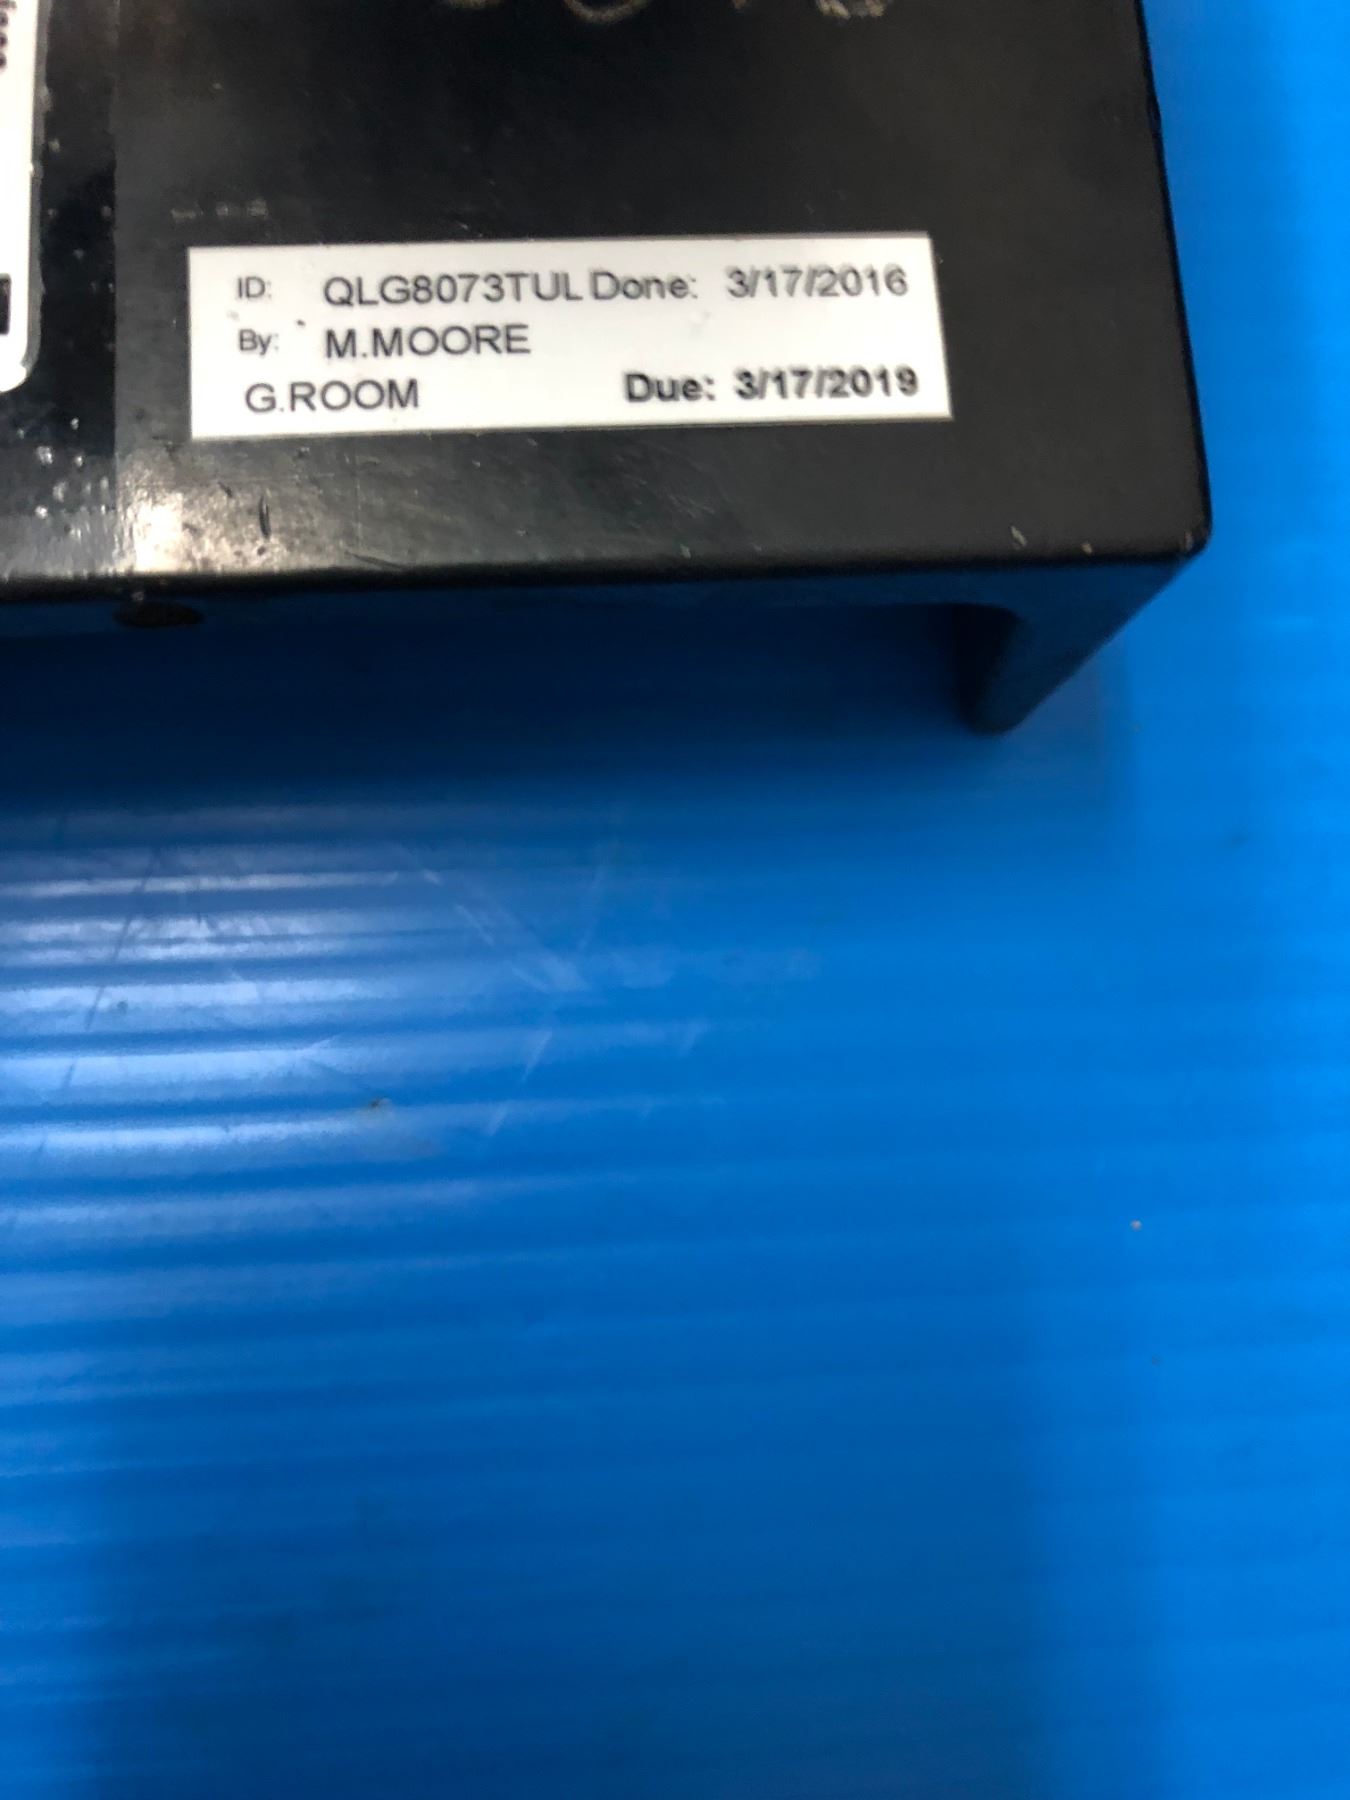 ID: QLG8073TUL Done: 3/17/2016
By: M.MOORE
G.ROOM Due: 3/17/2019